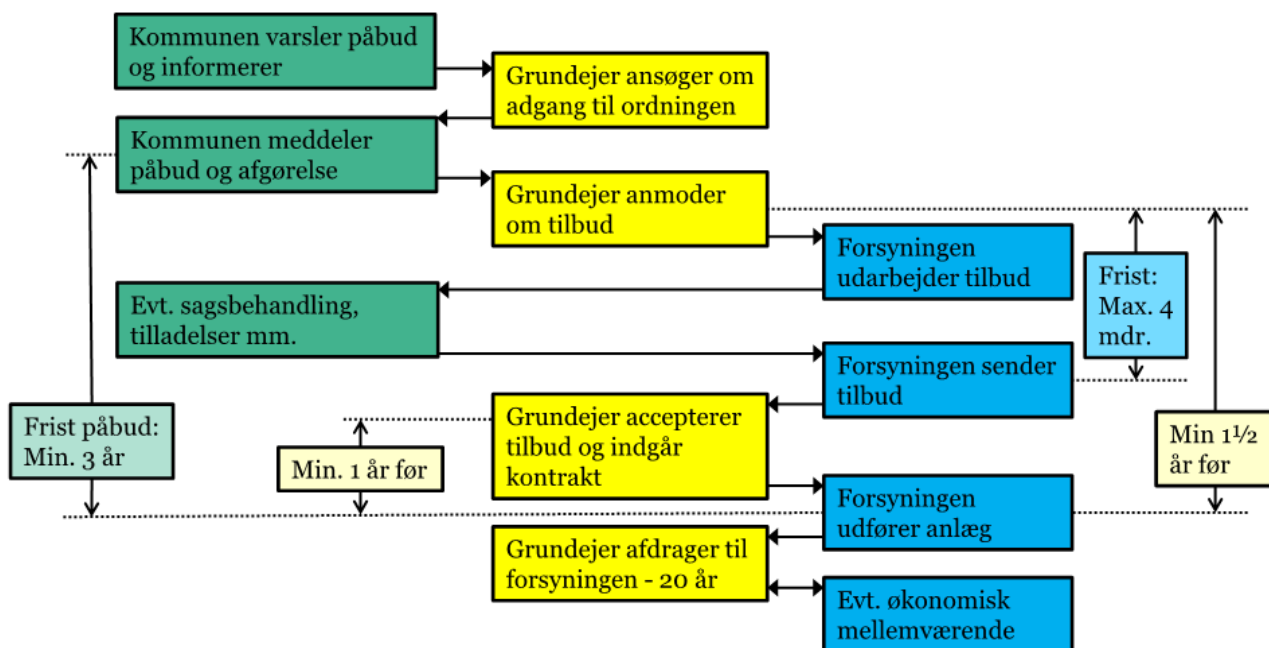 Kommunen varsler påbud
og informerer
Grundejer ansøger om
adgang til ordningen
Kommunen meddeler
påbud og afgørelse
Grundejer anmoder
om tilbud
Forsyningen
udarbejder tilbud
Frist:
Max. 4
mdr.
Evt. sagsbehandling,
tilladelser mm.
Forsyningen sender
tilbud
Grundejer accepterer
tilbud og indgår
kontrakt
Frist påbud:
Min. 3 år
Min. 1 år før
Min 1½
år før
Forsyningen
udfører anlæg
Grundejer afdrager til
forsyningen - 20 år
Evt. økonomisk
mellemværende